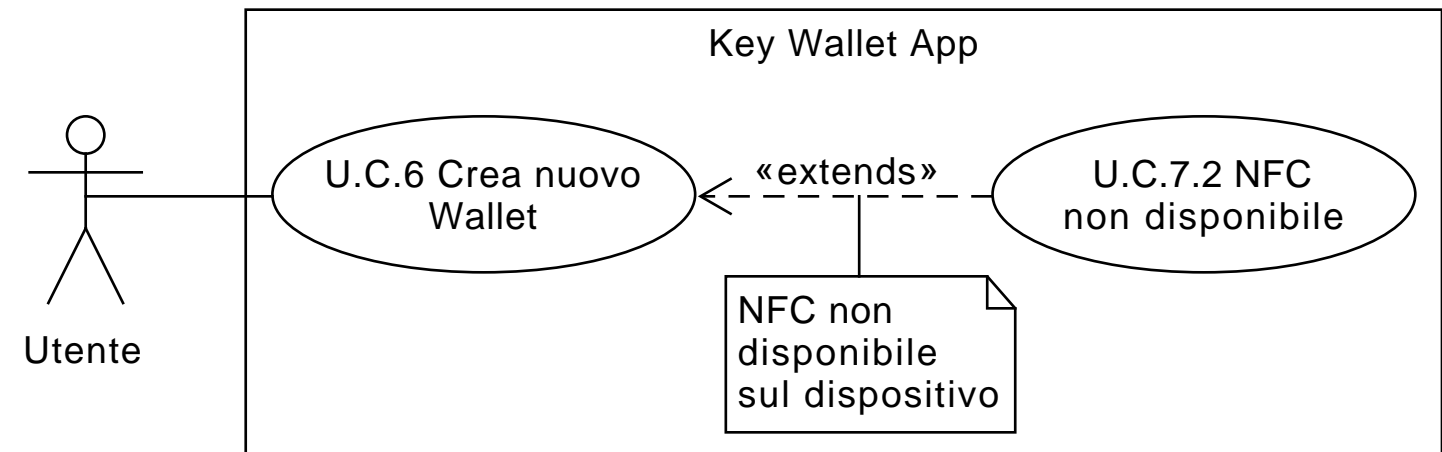 Key Wallet App
U.C.6 Crea nuovo
Wallet
«extends»
U.C.7.2 NFC
non disponibile
NFC non
disponibile
sul dispositivo
Utente